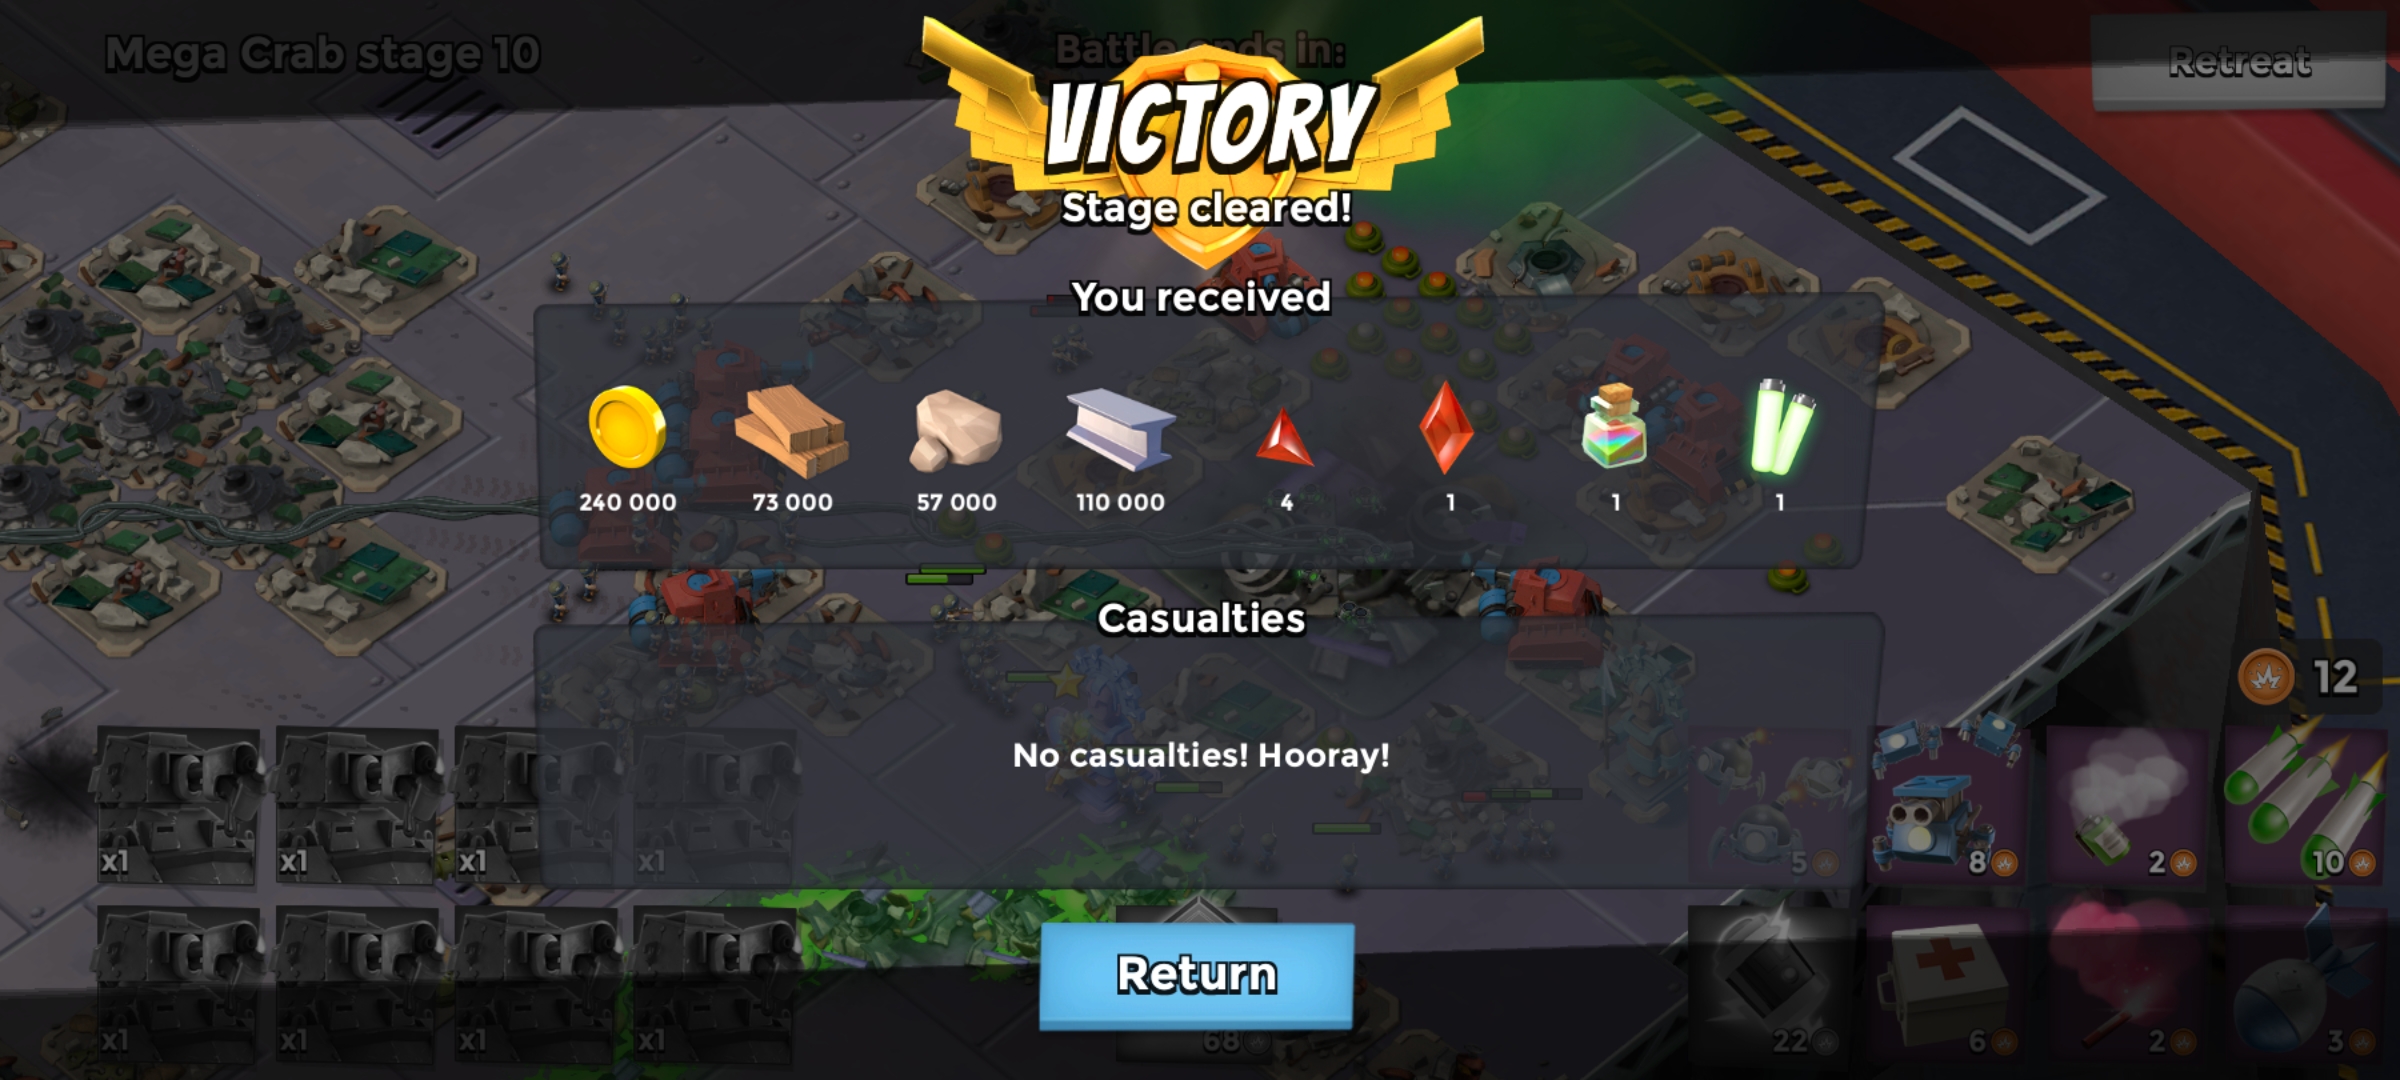 Mega Crab stage 10
Battle ends in:
Retreat
VICTORY
Stage cleared!
You received
240 000
73 000
57 000
110 000
4
1
1
1
Casualties
No casualties! Hooray!
12
x1
x1
x1
x1
5
8
2
10
x1
x1
x1
x1
Return
68
22
6
2
3